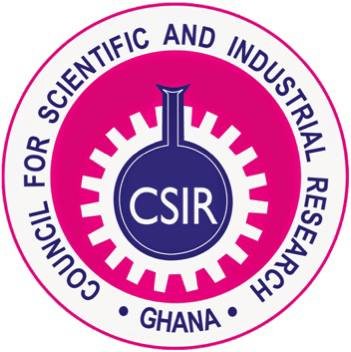 COUNCIL FOR SCIENTIFIC AND INDUSTRIAL RESEARCH
CSIR
• GHANA •